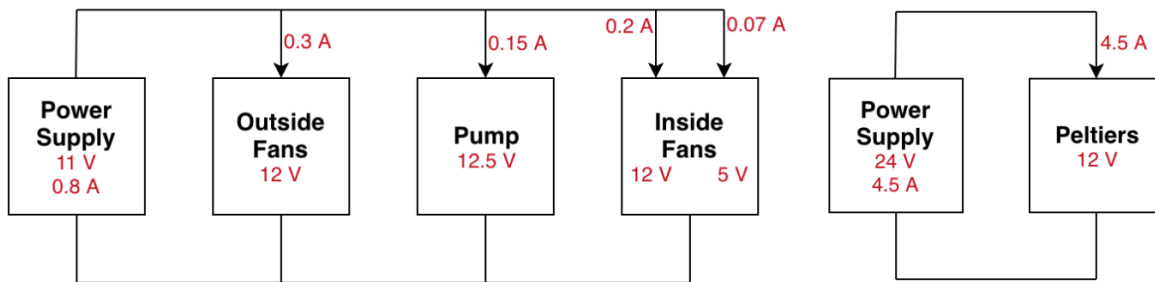 0.3 A
0.15 A
0.2 A
0.07 A
4.5 A
Power
Supply
11 V
0.8 A
Outside
Fans
12 V
Pump
12.5 V
Inside
Fans
12 V 5 V
Power
Supply
24 V
4.5 A
Peltiers
12 V